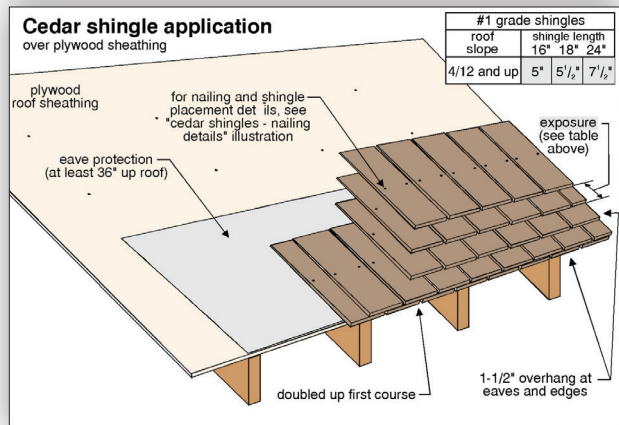 Cedar shingle application
over plywood sheathing
#1 grade shingles
roof slope
shingle length
16" 18" 24"
4/12 and up 5" 5 1/2" 7 1/2"
plywood
roof sheathing
for nailing and shingle
placement det ils, see
"cedar shingles - nailing
details" illustration
exposure
(see table
above)
eave protection
(at least 36" up roof)
doubled up first course
1-1/2" overhang at
eaves and edges